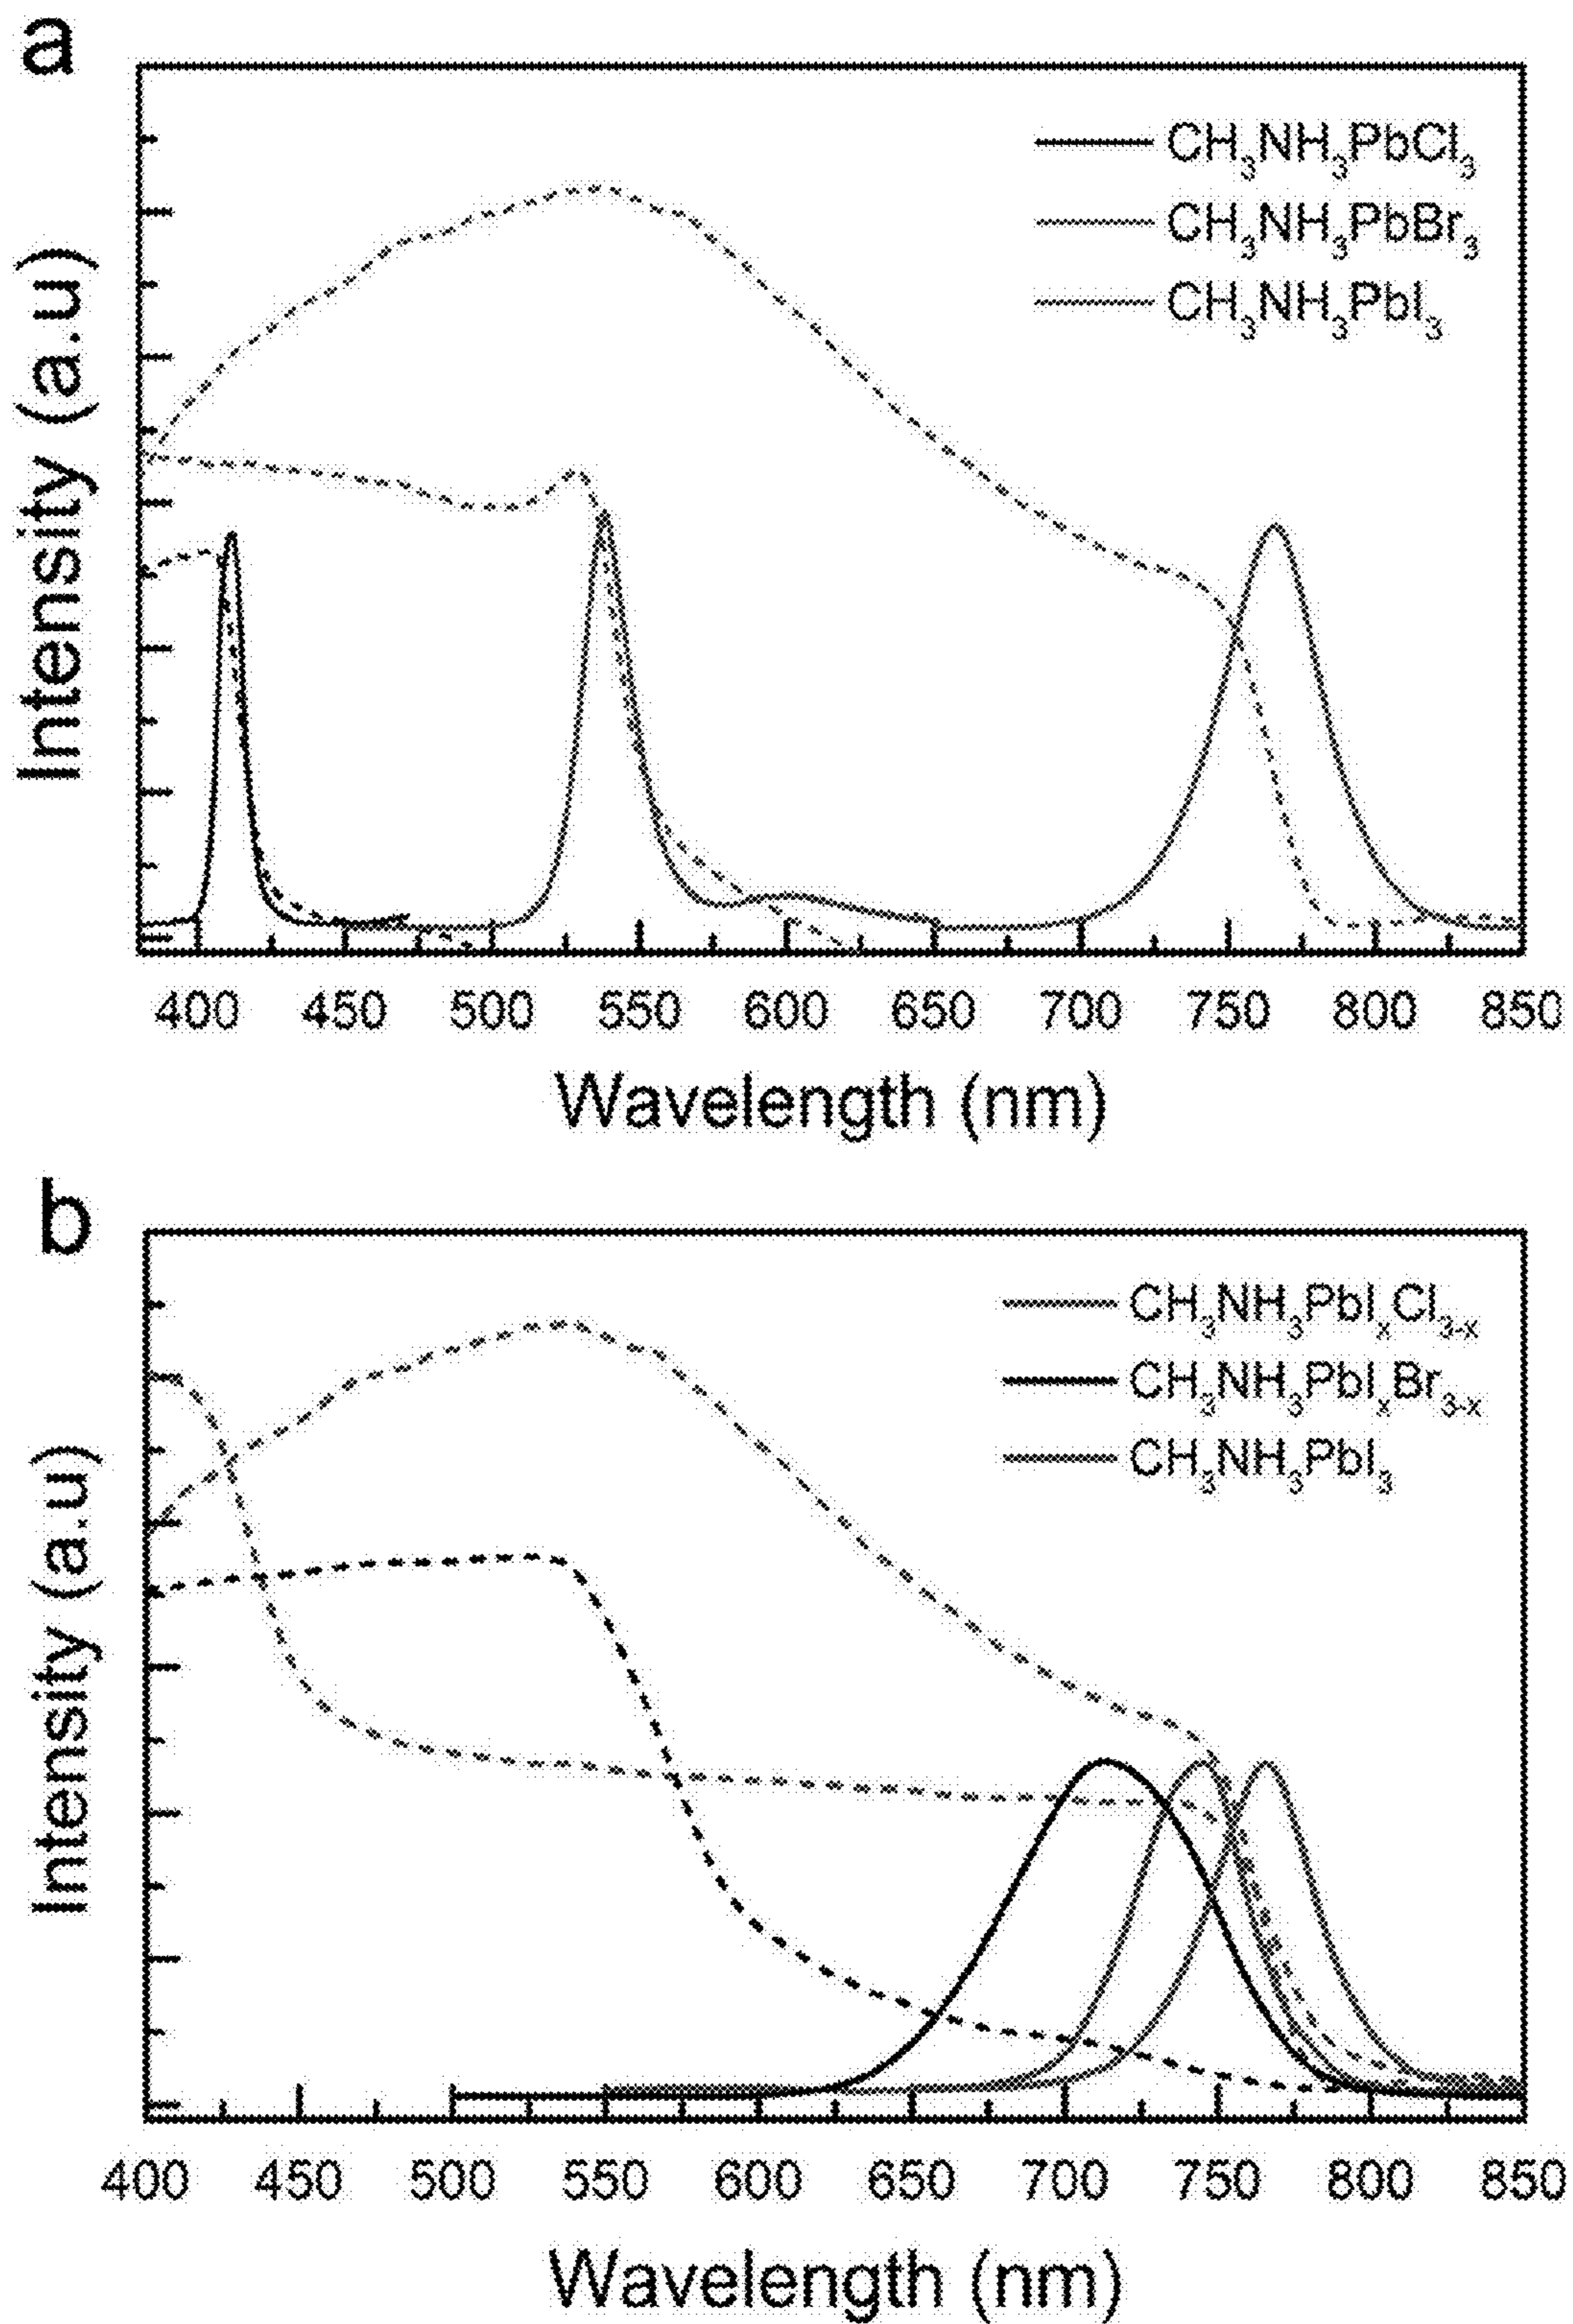 a
CH₃NH₃PbCl₃
CH₃NH₃PbBr₃
CH₃NH₃PbI₃
Intensity (a.u)
400 450 500 550 600 650 700 750 800 850
Wavelength (nm)
b
CH₃NH₃PbIₓCl₃₋ₓ
CH₃NH₃PbIₓBr₃₋ₓ
CH₃NH₃PbI₃
Intensity (a.u)
400 450 500 550 600 650 700 750 800 850
Wavelength (nm)